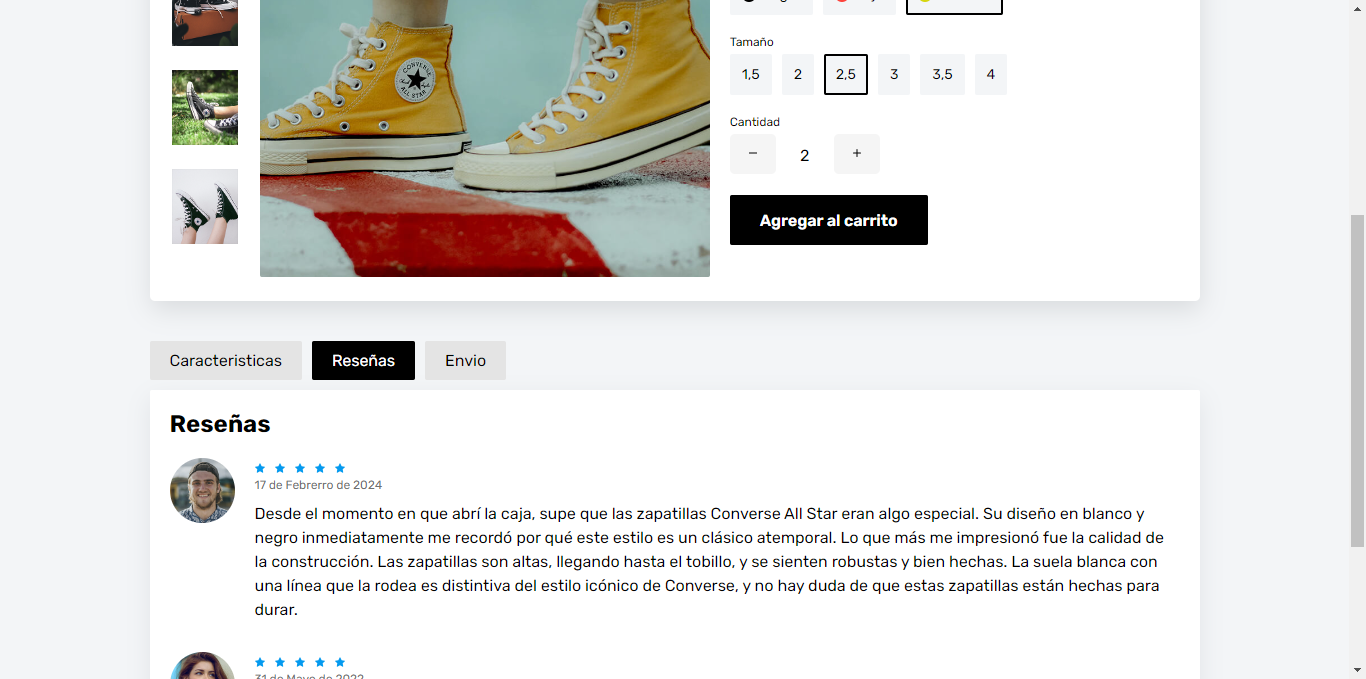 Tamaño
1,5 2 2,5 3 3,5 4
Cantidad
− 2 +
Agregar al carrito
CONVERSE
ALL STAR
Caracteristicas Reseñas Envio
Reseñas
17 de Febrerro de 2024
Desde el momento en que abrí la caja, supe que las zapatillas Converse All Star eran algo especial. Su diseño en blanco y
negro inmediatamente me recordó por qué este estilo es un clásico atemporal. Lo que más me impresionó fue la calidad de
la construcción. Las zapatillas son altas, llegando hasta el tobillo, y se sienten robustas y bien hechas. La suela blanca con
una línea que la rodea es distintiva del estilo icónico de Converse, y no hay duda de que estas zapatillas están hechas para
durar.
31 de Mayo de 2022